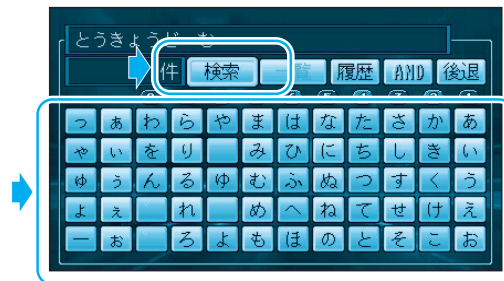 とうきょうどーむ
件 検索 一覧 履歴 AND 後退
っ ぁ わ ら や ま は な た さ か あ
ゃ ぃ を り み ひ に ち し き い
ゅ ぅ ん る ゆ む ふ ぬ つ す く う
ょ ぇ れ め へ ね て せ け え
ー ぉ ろ よ も ほ の と そ こ お